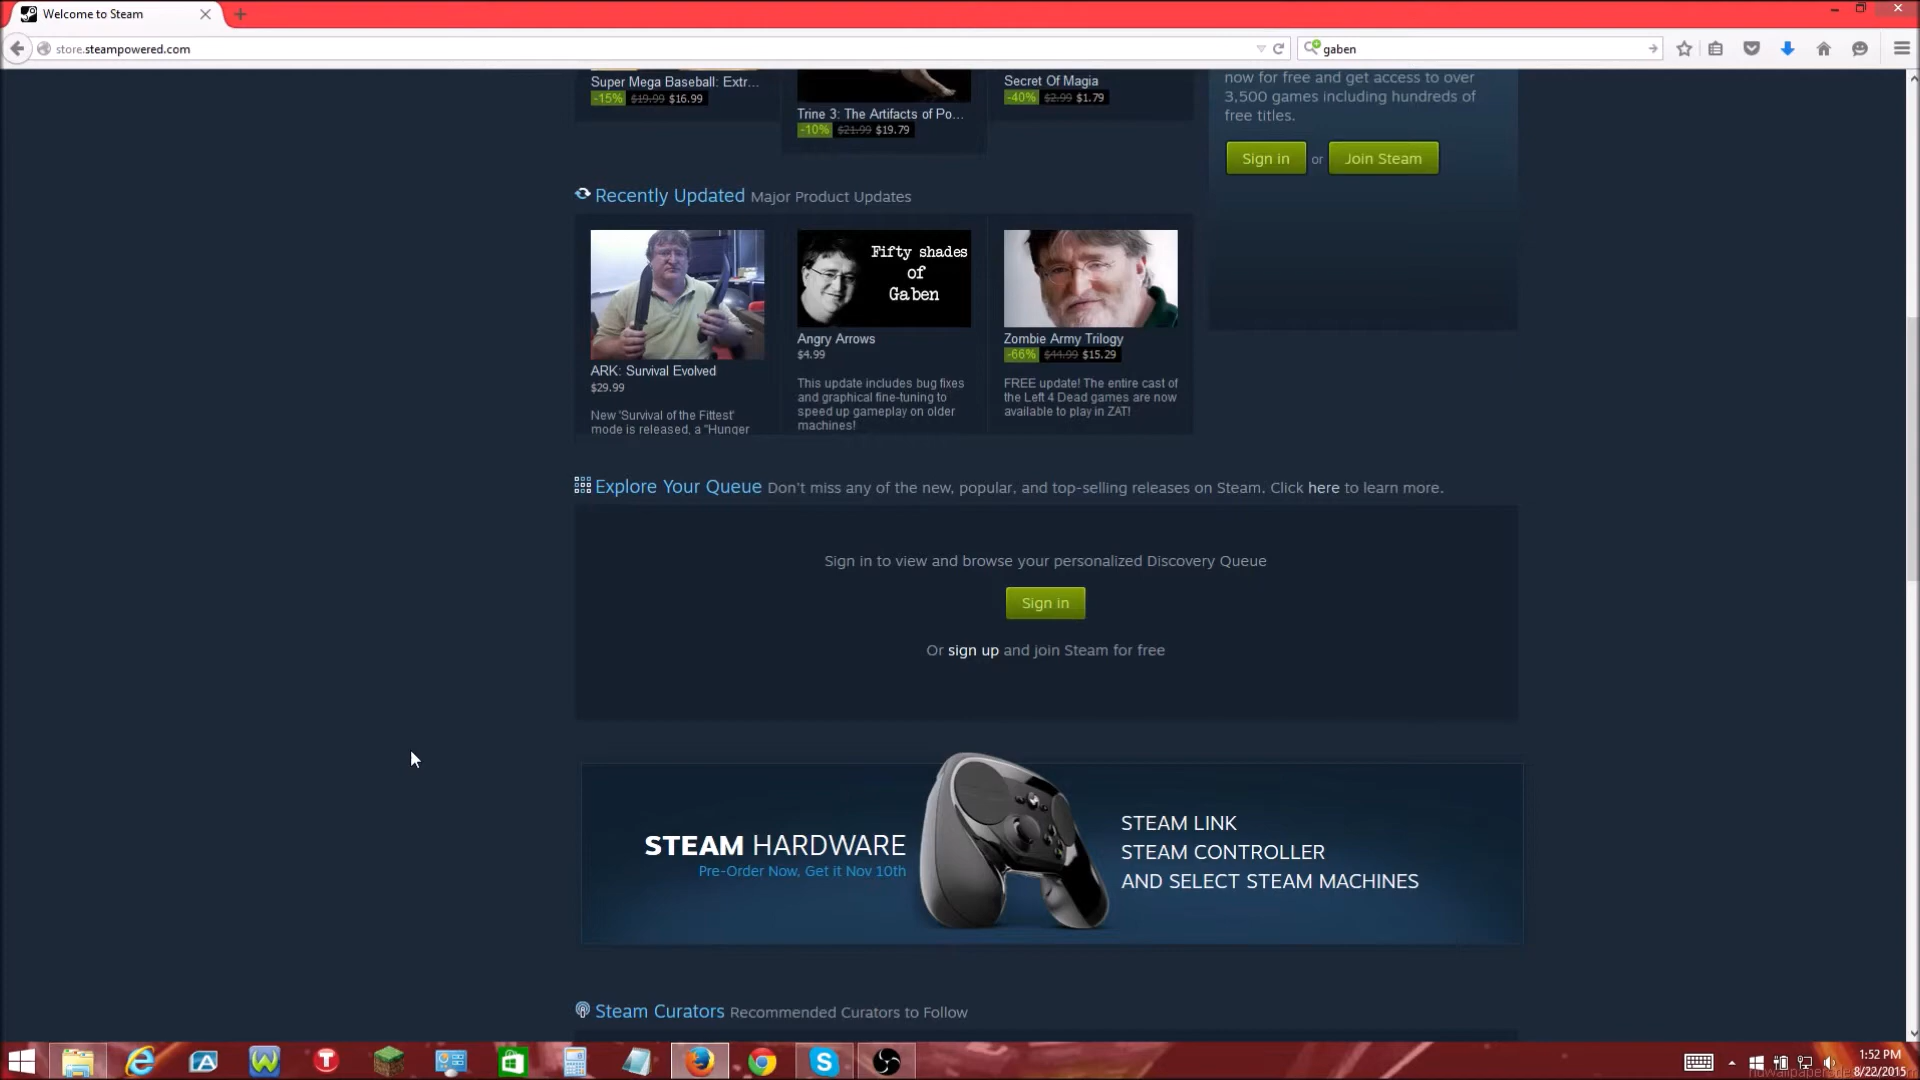 Welcome to Steam
store.steampowered.com
gaben
Super Mega Baseball: Extr...
-15% $19.99 $16.99
Trine 3: The Artifacts of Po...
-10% $21.99 $19.79
Secret Of Magia
-40% $2.99 $1.79
now for free and get access to over
3,500 games including hundreds of
free titles.
Sign in or Join Steam
Recently Updated Major Product Updates
ARK: Survival Evolved
$29.99
New 'Survival of the Fittest'
mode is released, a "Hunger
Fifty shades
of
Gaben
Angry Arrows
$4.99
This update includes bug fixes
and graphical fine-tuning to
speed up gameplay on older
machines!
Zombie Army Trilogy
-66% $44.99 $15.29
FREE update! The entire cast of
the Left 4 Dead games are now
available to play in ZAT!
Explore Your Queue Don't miss any of the new, popular, and top-selling releases on Steam. Click here to learn more.
Sign in to view and browse your personalized Discovery Queue
Sign in
Or sign up and join Steam for free
STEAM HARDWARE
Pre-Order Now, Get it Nov 10th
STEAM LINK
STEAM CONTROLLER
AND SELECT STEAM MACHINES
Steam Curators Recommended Curators to Follow
1:52 PM
8/22/2015